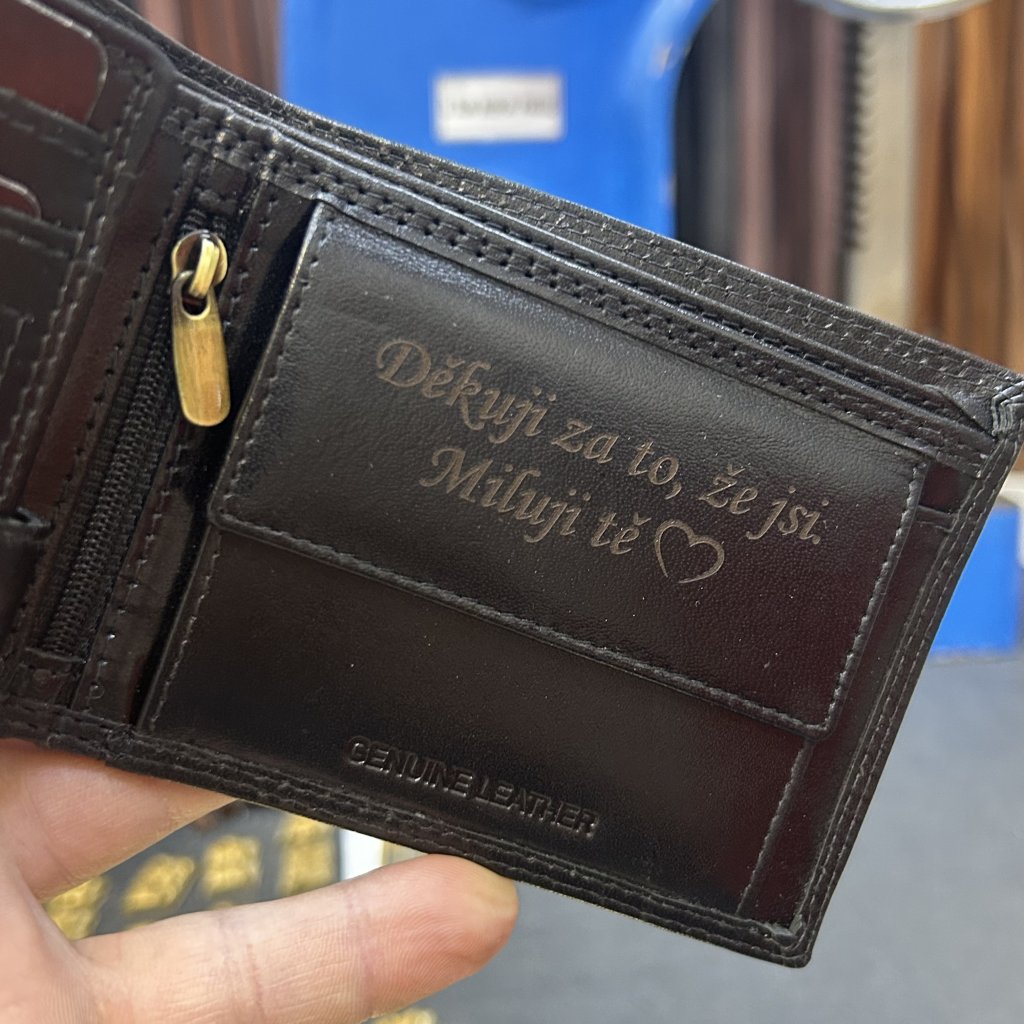 Děkuji za to, že jsi.
Miluji tě ♡
GENUINE LEATHER